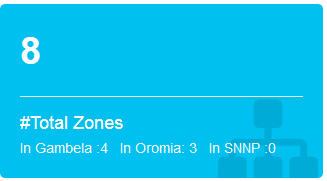 8
#Total Zones
In Gambela :4 In Oromia: 3 In SNNP :0